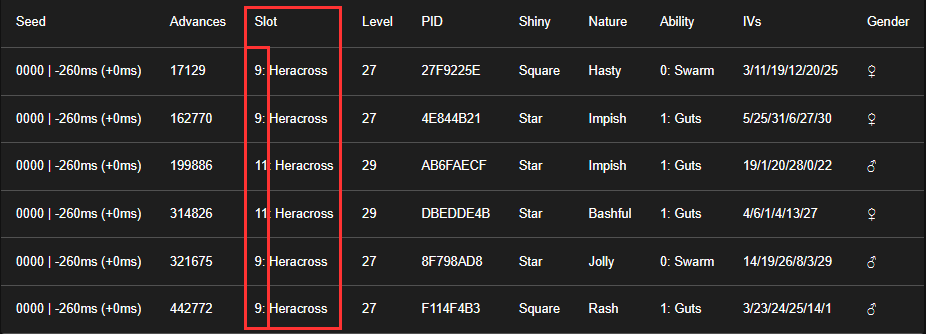 Seed Advances Slot Level PID Shiny Nature Ability IVs Gender
0000 | -260ms (+0ms) 17129 9: Heracross 27 27F9225E Square Hasty 0: Swarm 3/11/19/12/20/25 ♀
0000 | -260ms (+0ms) 162770 9: Heracross 27 4E844B21 Star Impish 1: Guts 5/25/31/6/27/30 ♀
0000 | -260ms (+0ms) 199886 11: Heracross 29 AB6FAECF Star Impish 1: Guts 19/1/20/28/0/22 ♂
0000 | -260ms (+0ms) 314826 11: Heracross 29 DBEDDE4B Star Bashful 1: Guts 4/6/1/4/13/27 ♀
0000 | -260ms (+0ms) 321675 9: Heracross 27 8F798AD8 Star Jolly 0: Swarm 14/19/26/8/3/29 ♂
0000 | -260ms (+0ms) 442772 9: Heracross 27 F114F4B3 Square Rash 1: Guts 3/23/24/25/14/1 ♂